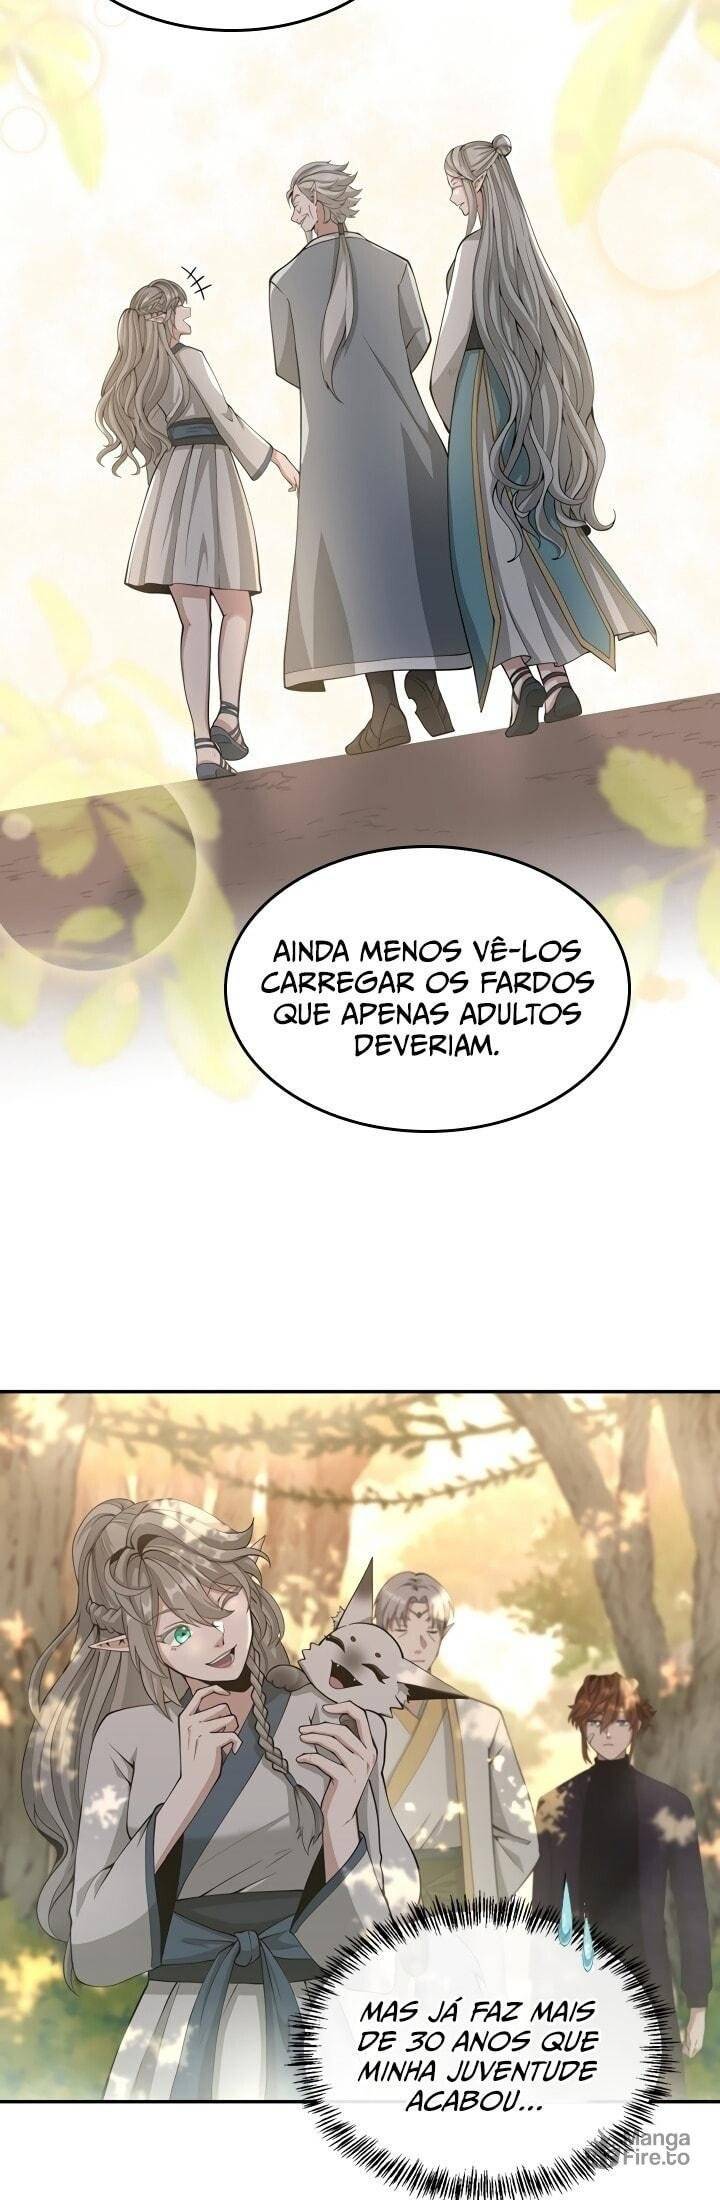 AINDA MENOS VÊ-LOS
CARREGAR OS FARDOS
QUE APENAS ADULTOS
DEVERIAM.
MAS JÁ FAZ MAIS
DE 30 ANOS QUE
MINHA JUVENTUDE
ACABOU...
Manga
Fire.to